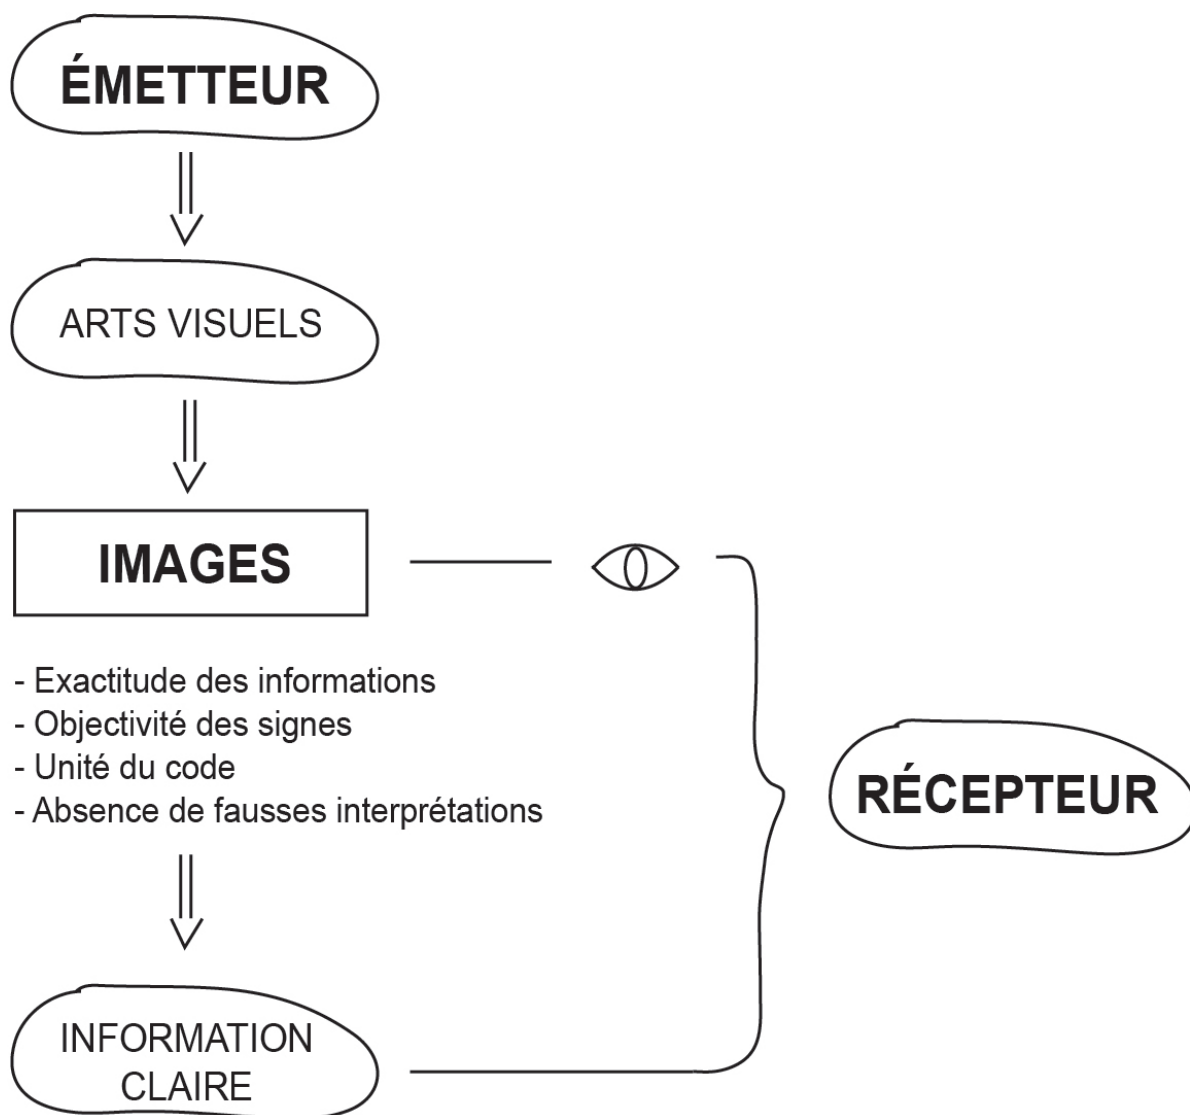 ÉMETTEUR
ARTS VISUELS
IMAGES
- Exactitude des informations
- Objectivité des signes
- Unité du code
- Absence de fausses interprétations
RÉCEPTEUR
INFORMATION
CLAIRE